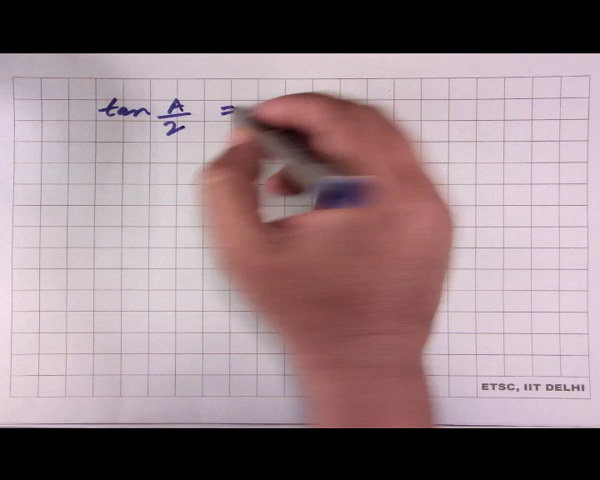 tan A/2 =
ETSC, IIT DELHI